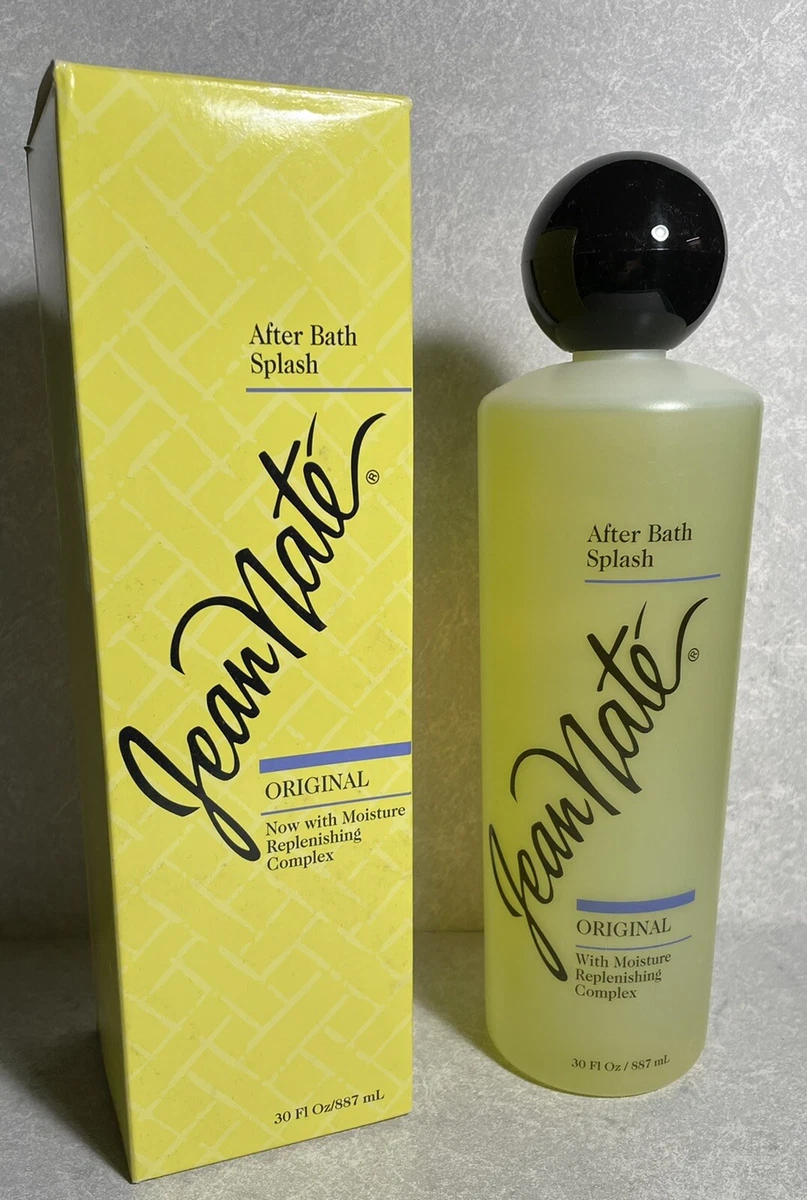 After Bath
Splash
Jean Naté®
ORIGINAL
Now with Moisture
Replenishing
Complex
30 Fl Oz/887 mL
After Bath
Splash
Jean Naté®
ORIGINAL
With Moisture
Replenishing
Complex
30 Fl Oz / 887 mL